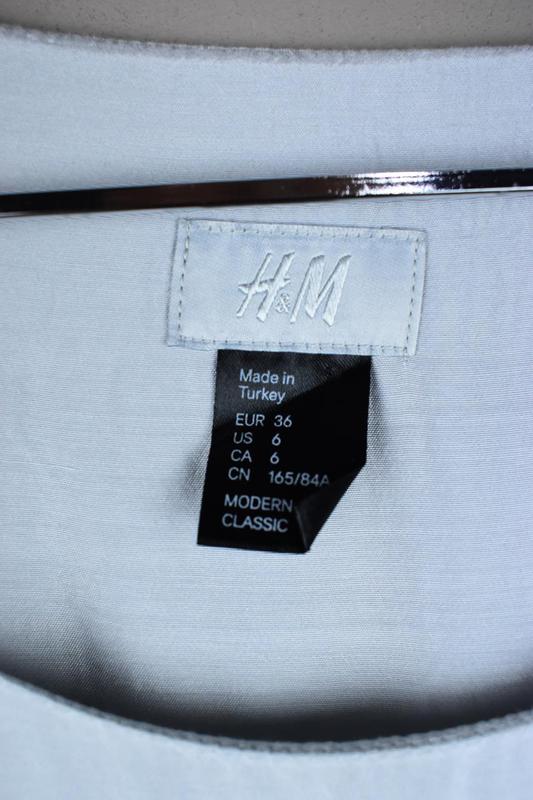 H&M
Made in
Turkey
EUR 36
US 6
CA 6
CN 165/84A
MODERN
CLASSIC